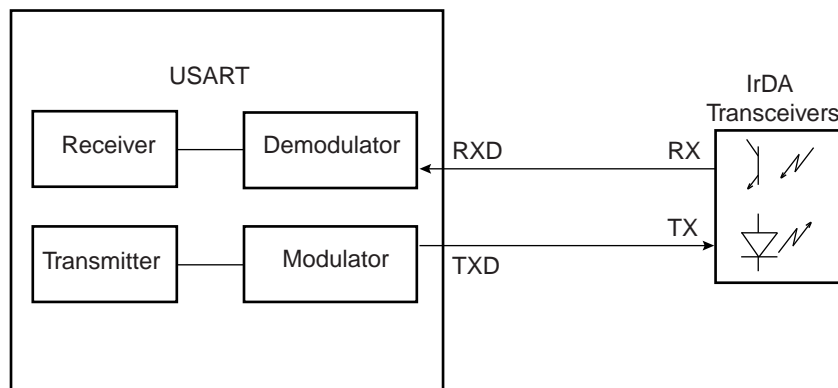 USART
IrDA
Transceivers
Receiver
Demodulator
RXD
RX
Transmitter
Modulator
TX
TXD